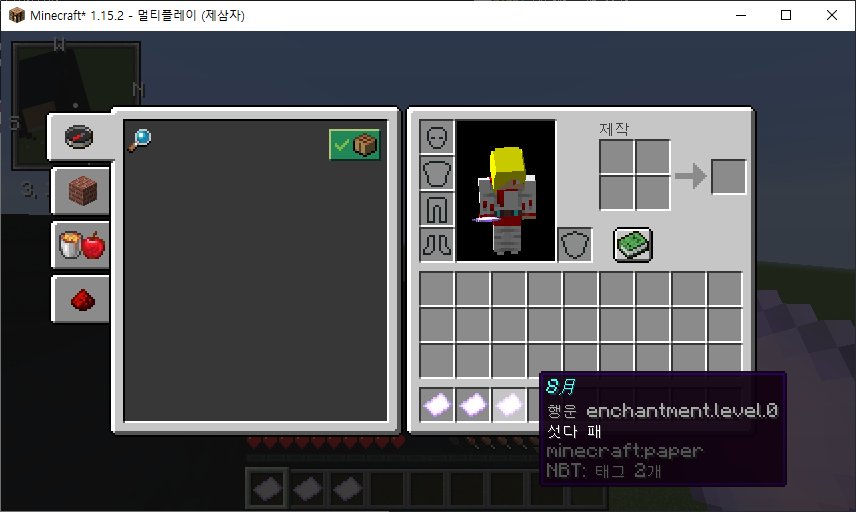 Minecraft* 1.15.2 - 멀티플레이 (제삼자)
W
N
S
3,
제작
8月
행운 enchantment.level.0
섯다 패
minecraft:paper
NBT: 태그 2개